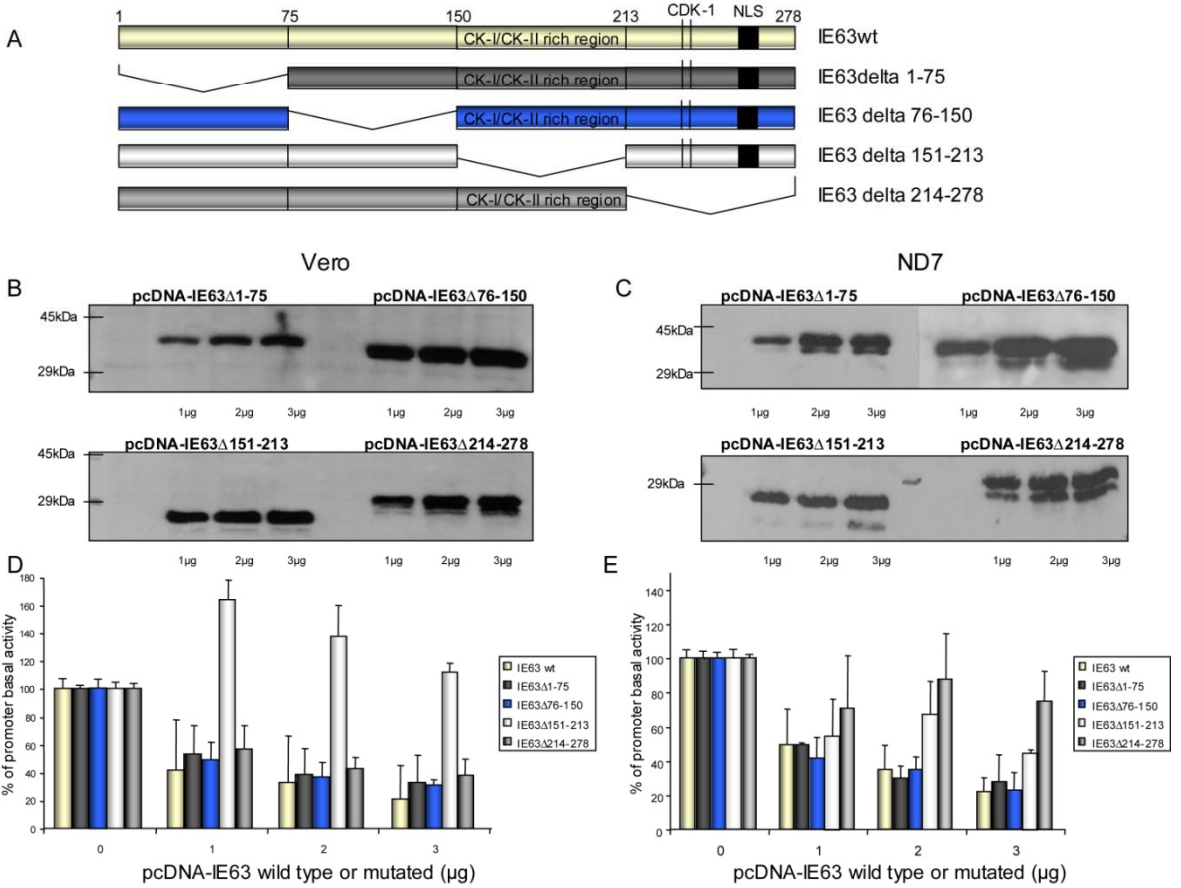 A
1 75 150 213 CDK-1 NLS 278
CK-I/CK-II rich region IE63wt
CK-I/CK-II rich region IE63delta 1-75
CK-I/CK-II rich region IE63 delta 76-150
IE63 delta 151-213
CK-I/CK-II rich region IE63 delta 214-278
Vero
B
pcDNA-IE63Δ1-75 pcDNA-IE63Δ76-150
45kDa
29kDa
1µg 2µg 3µg 1µg 2µg 3µg
pcDNA-IE63Δ151-213 pcDNA-IE63Δ214-278
45kDa
29kDa
1µg 2µg 3µg 1µg 2µg 3µg
ND7
C
pcDNA-IE63Δ1-75 pcDNA-IE63Δ76-150
45kDa
29kDa
1µg 2µg 3µg 1µg 2µg 3µg
pcDNA-IE63Δ151-213 pcDNA-IE63Δ214-278
29kDa
1µg 2µg 3µg 1µg 2µg 3µg
D
% of promoter basal activity
180
160
140
120
100
80
60
40
20
0
0 1 2 3
pcDNA-IE63 wild type or mutated (µg)
IE63 wt
IE63Δ1-75
IE63Δ76-150
IE63Δ151-213
IE63Δ214-278
E
% of promoter basal activity
140
120
100
80
60
40
20
0
0 1 2 3
pcDNA-IE63 wild type or mutated (µg)
IE63 wt
IE63Δ1-75
IE63Δ76-150
IE63Δ151-213
IE63Δ214-278